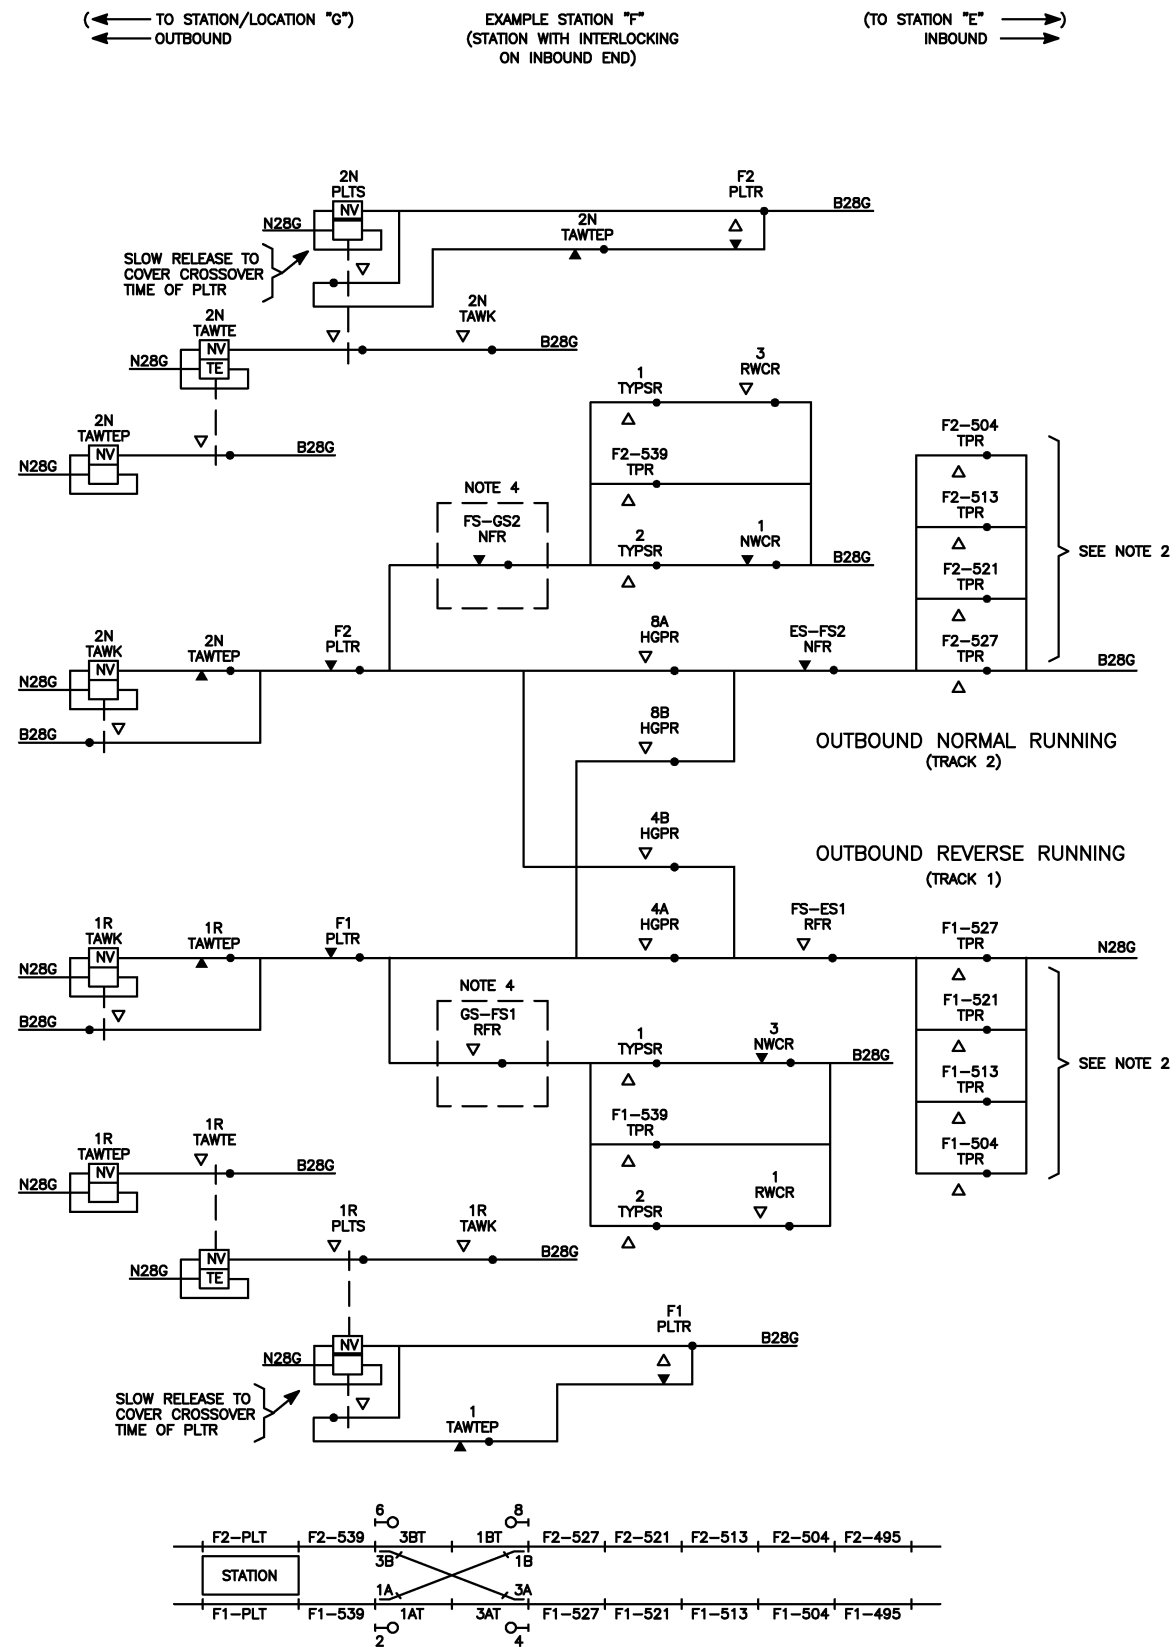 (← TO STATION/LOCATION "G")
← OUTBOUND
EXAMPLE STATION "F"
(STATION WITH INTERLOCKING
ON INBOUND END)
(TO STATION "E" →)
INBOUND →
2N
PLTS
NV
N28G
F2
PLTR
B28G
2N
TAWTEP
SLOW RELEASE TO
COVER CROSSOVER
TIME OF PLTR
2N
TAWTE
NV
TE
N28G
2N
TAWK
B28G
2N
TAWTEP
NV
N28G
B28G
1
TYPSR
3
RWCR
F2-539
TPR
NOTE 4
FS-GS2
NFR
2
TYPSR
1
NWCR
B28G
F2-504
TPR
F2-513
TPR
F2-521
TPR
F2-527
TPR
SEE NOTE 2
B28G
2N
TAWK
NV
N28G
B28G
2N
TAWTEP
F2
PLTR
8A
HGPR
ES-FS2
NFR
8B
HGPR
OUTBOUND NORMAL RUNNING
(TRACK 2)
4B
HGPR
OUTBOUND REVERSE RUNNING
(TRACK 1)
1R
TAWK
NV
N28G
B28G
1R
TAWTEP
F1
PLTR
4A
HGPR
FS-ES1
RFR
F1-527
TPR
N28G
F1-521
TPR
F1-513
TPR
F1-504
TPR
SEE NOTE 2
NOTE 4
GS-FS1
RFR
1
TYPSR
3
NWCR
B28G
F1-539
TPR
2
TYPSR
1
RWCR
1R
TAWTEP
NV
N28G
1R
TAWTE
B28G
NV
TE
N28G
1R
PLTS
1R
TAWK
B28G
NV
N28G
F1
PLTR
B28G
SLOW RELEASE TO
COVER CROSSOVER
TIME OF PLTR
1
TAWTEP
6
8
F2-PLT F2-539 3BT 1BT F2-527 F2-521 F2-513 F2-504 F2-495
3B 1B
STATION
1A 3A
F1-PLT F1-539 1AT 3AT F1-527 F1-521 F1-513 F1-504 F1-495
2
4